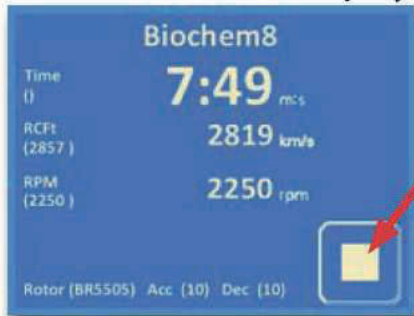 Biochem8
Time 7:49 m:s
()
RCFt 2819 km/s
(2857 )
RPM 2250 rpm
(2250 )
Rotor (BR5505) Acc (10) Dec (10)